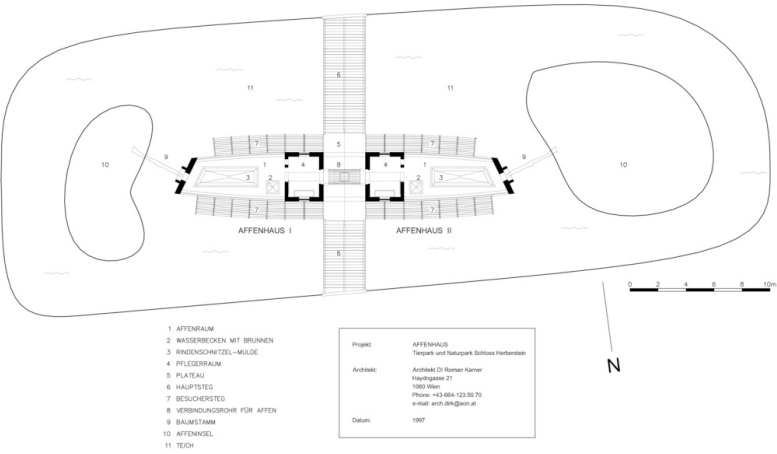 6
11
11
7
5
7
9
10
1
4
8
4
1
9
10
3
2
2
3
7
7
AFFENHAUS I
AFFENHAUS II
6
0 2 4 6 8 10m
N
1 AFFENRAUM
2 WASSERBECKEN MIT BRUNNEN
3 RINDENSCHNITZEL-MULDE
4 PFLEGERRAUM
5 PLATEAU
6 HAUPTSTEG
7 BESUCHERSTEG
8 VERBINDUNGSROHR FÜR AFFEN
9 BAUMSTAMM
10 AFFENINSEL
11 TEICH
Projekt: AFFENHAUS
Tierpark und Naturpark Schloss Herberstein
Architekt: Architekt DI Roman Karner
Haydngasse 21
1060 Wien
Phone: +43-664-123.50.70
e-mail: arch.dirk@aon.at
Datum: 1997